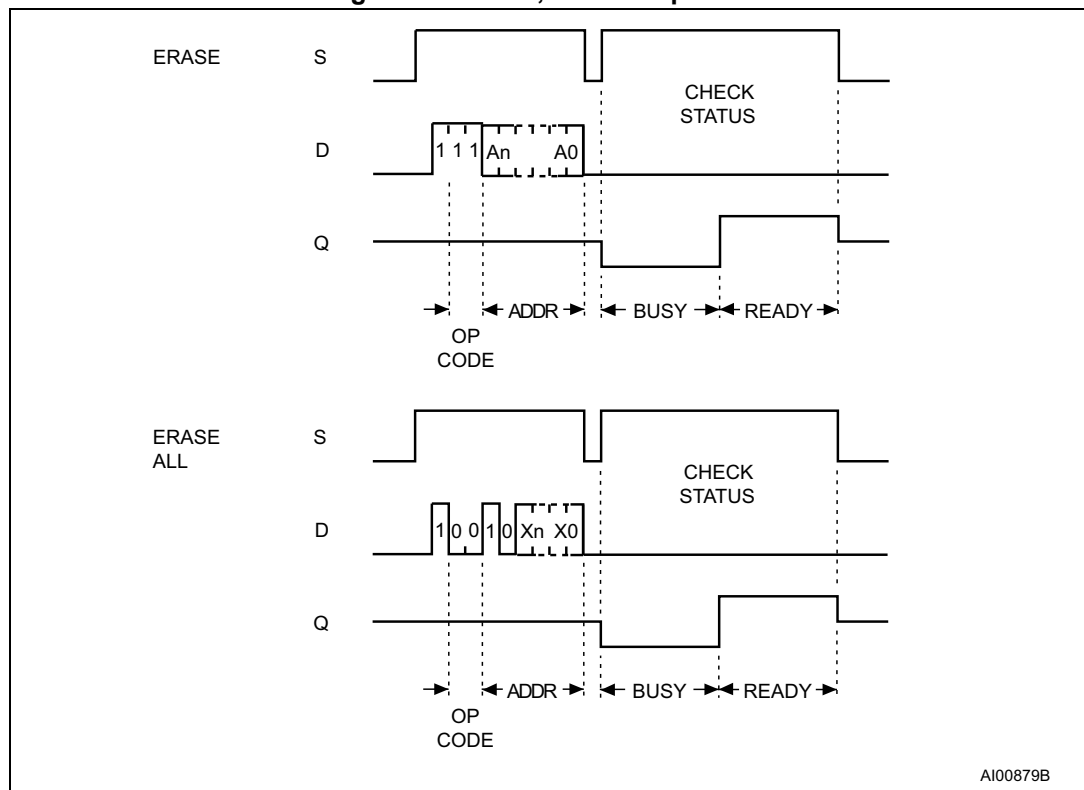 ERASE S
CHECK
STATUS
D 1 1 1 An A0
Q
ADDR BUSY READY
OP
CODE
ERASE S
ALL
CHECK
STATUS
D 1 0 0 1 0 Xn X0
Q
ADDR BUSY READY
OP
CODE
AI00879B